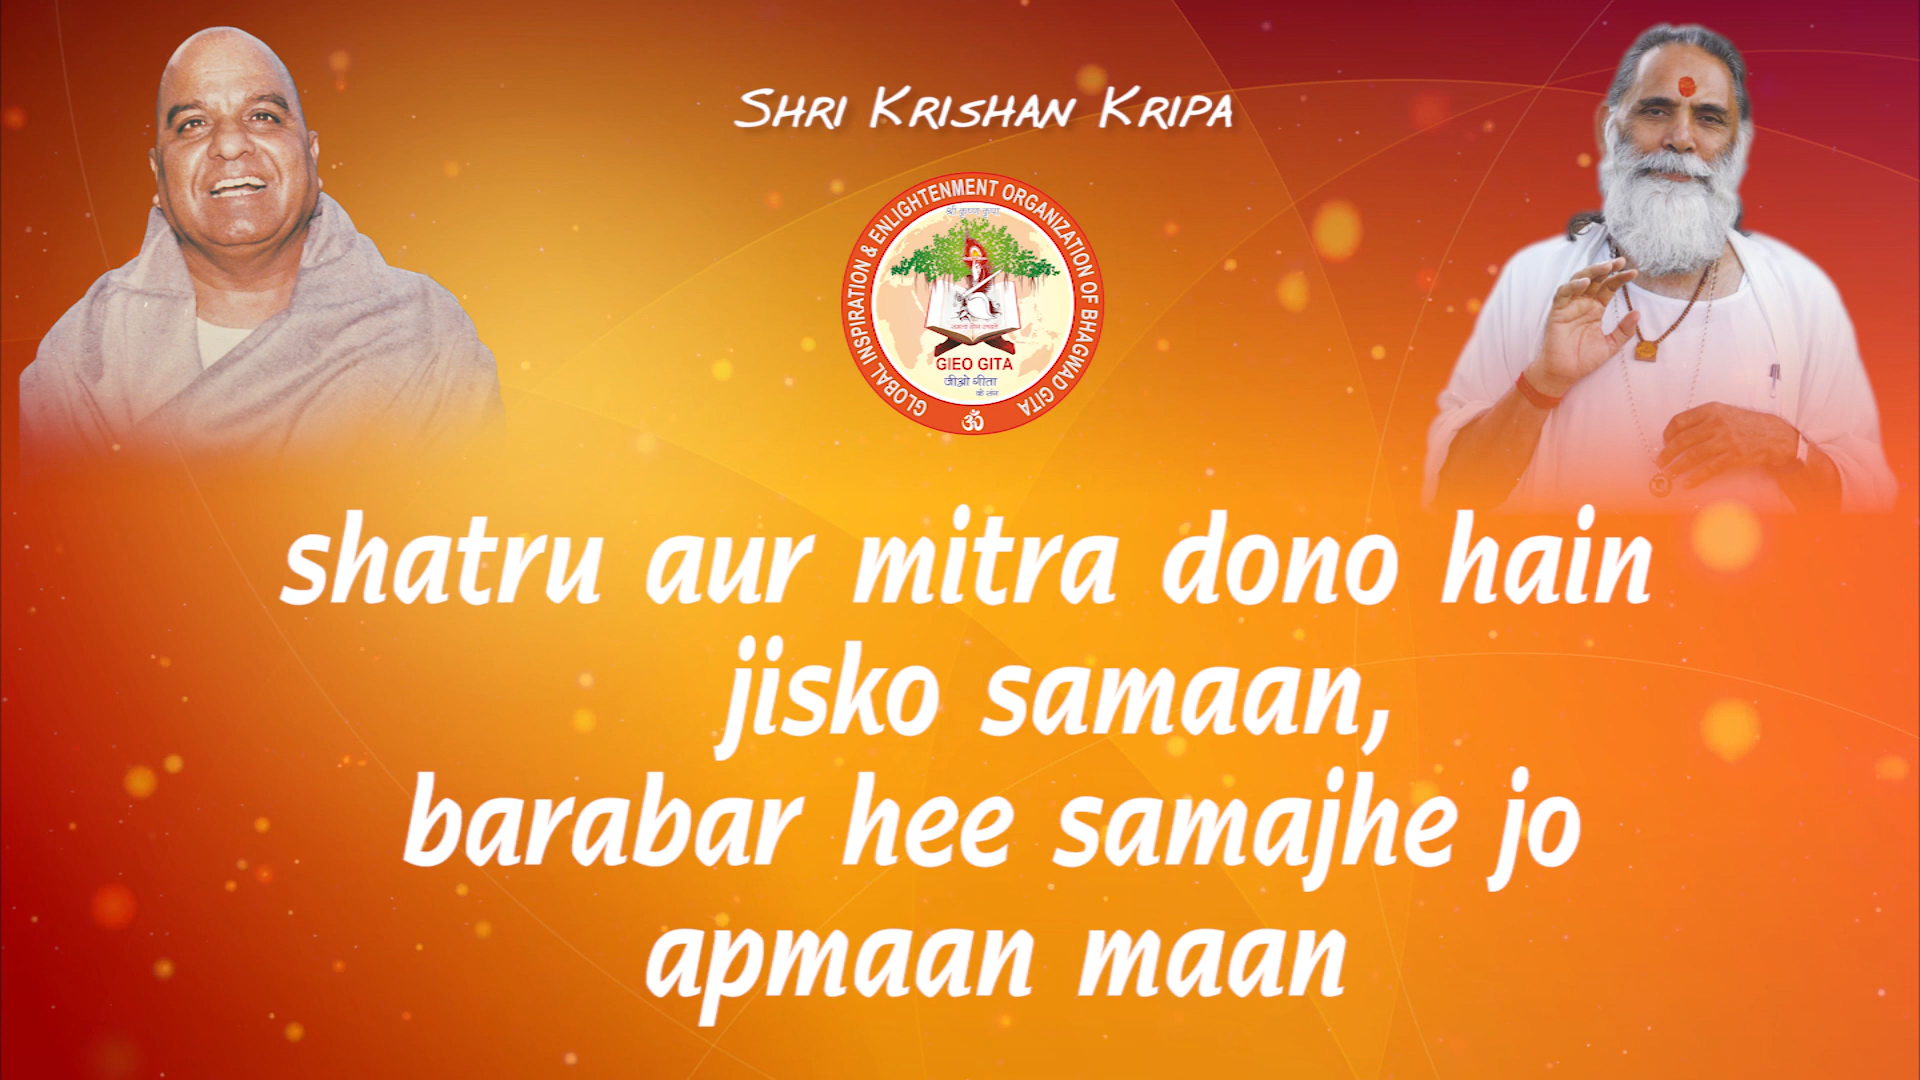 SHRI KRISHAN KRIPA
GLOBAL INSPIRATION & ENLIGHTENMENT ORGANIZATION OF BHAGWAD GITA
श्री कृष्ण कृपा
GIEO GITA
जीओ गीता
के संग
ॐ
shatru aur mitra dono hain
jisko samaan,
barabar hee samajhe jo
apmaan maan